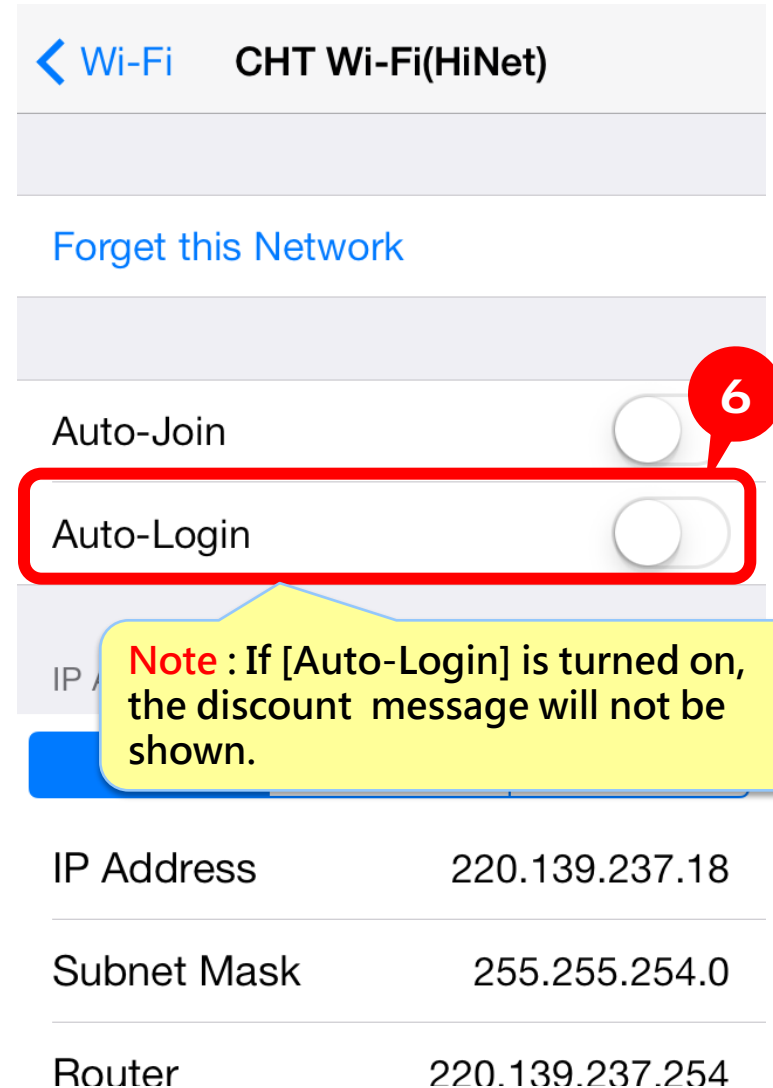 Wi-Fi CHT Wi-Fi(HiNet)
Forget this Network
Auto-Join
6
Auto-Login
Note : If [Auto-Login] is turned on,
the discount message will not be
shown.
IP
IP Address 220.139.237.18
Subnet Mask 255.255.254.0
Router 220.139.237.254